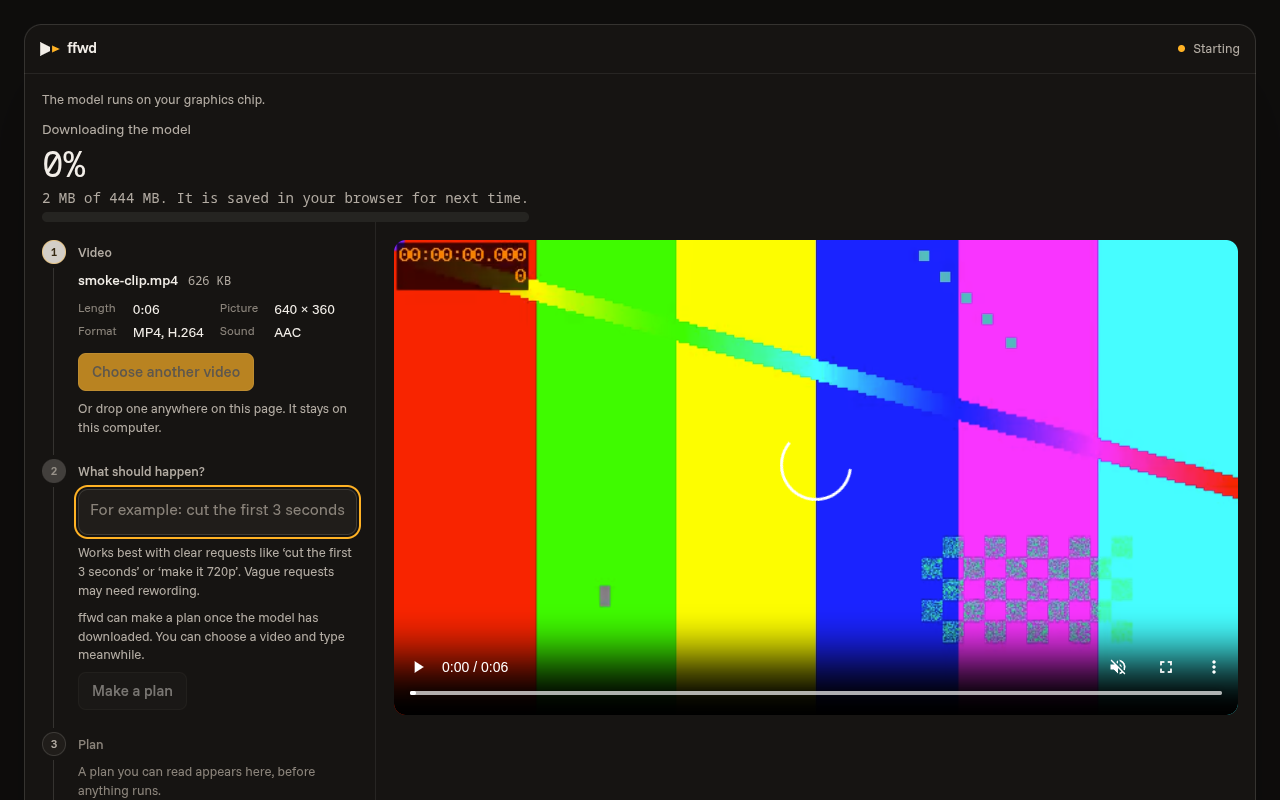 ffwd
Starting
The model runs on your graphics chip.
Downloading the model
0%
2 MB of 444 MB. It is saved in your browser for next time.
1 Video
smoke-clip.mp4 626 KB
Length 0:06 Picture 640 × 360
Format MP4, H.264 Sound AAC
Choose another video
Or drop one anywhere on this page. It stays on
this computer.
2 What should happen?
For example: cut the first 3 seconds
Works best with clear requests like ‘cut the first
3 seconds’ or ‘make it 720p’. Vague requests
may need rewording.
ffwd can make a plan once the model has
downloaded. You can choose a video and type
meanwhile.
Make a plan
3 Plan
A plan you can read appears here, before
anything runs.
00:00:00.000
0
0:00 / 0:06